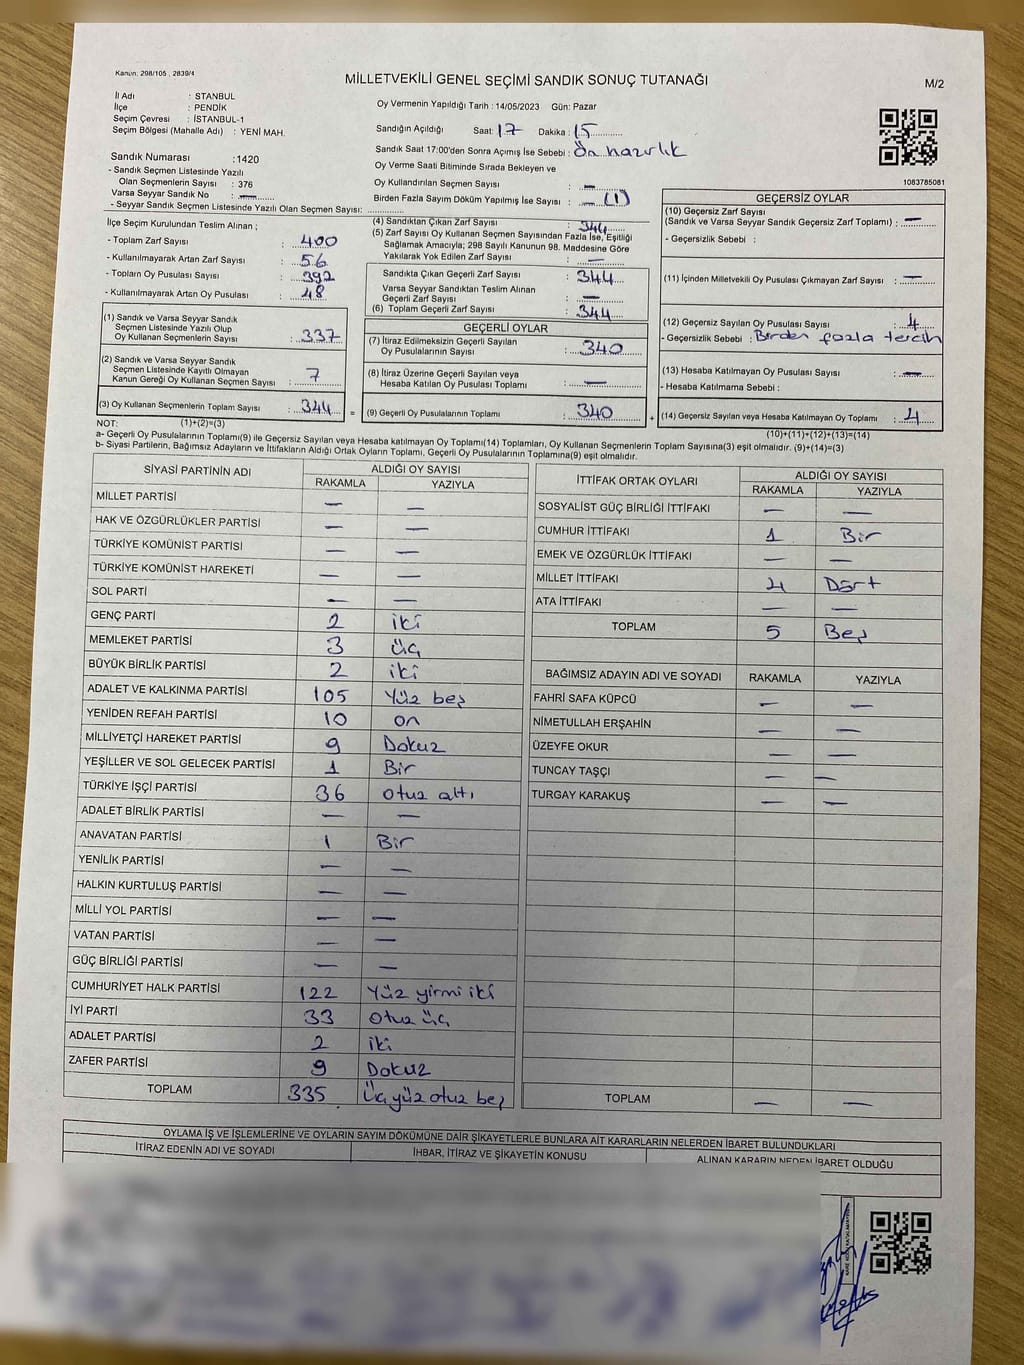 Kanun: 298/105 , 2839/4
MİLLETVEKİLİ GENEL SEÇİMİ SANDIK SONUÇ TUTANAĞI
M/2
İl Adı : STANBUL
İlçe : PENDİK
Seçim Çevresi : İSTANBUL-1
Seçim Bölgesi (Mahalle Adı) : YENİ MAH.
Oy Vermenin Yapıldığı Tarih : 14/05/2023 Gün: Pazar
Sandığın Açıldığı Saat: 17 Dakika : 15
Sandık Saat 17:00'den Sonra Açımış İse Sebebi : Ön hazırlık
Oy Verme Saati Bitiminde Sırada Bekleyen ve
Oy Kullandırılan Seçmen Sayısı : —
Birden Fazla Sayım Döküm Yapılmış İse Sayısı : — (1)
1083785081
Sandık Numarası :1420
- Sandık Seçmen Listesinde Yazılı
Olan Seçmenlerin Sayısı : 376
Varsa Seyyar Sandık No : —
- Seyyar Sandık Seçmen Listesinde Yazılı Olan Seçmen Sayısı:
İlçe Seçim Kurulundan Teslim Alınan ;
- Toplam Zarf Sayısı : 400
- Kullanılmayarak Artan Zarf Sayısı : 56
- Toplam Oy Pusulası Sayısı : 392
- Kullanılmayarak Artan Oy Pusulası : 48
(1) Sandık ve Varsa Seyyar Sandık
Seçmen Listesinde Yazılı Olup
Oy Kullanan Seçmenlerin Sayısı : 337
(2) Sandık ve Varsa Seyyar Sandık
Seçmen Listesinde Kayıtlı Olmayan
Kanun Gereği Oy Kullanan Seçmen Sayısı : 7
(3) Oy Kullanan Seçmenlerin Toplam Sayısı : 344 =
(4) Sandıktan Çıkan Zarf Sayısı : 344
(5) Zarf Sayısı Oy Kullanan Seçmen Sayısından Fazla İse, Eşitliği
Sağlamak Amacıyla; 298 Sayılı Kanunun 98. Maddesine Göre
Yakılarak Yok Edilen Zarf Sayısı : —
Sandıkta Çıkan Geçerli Zarf Sayısı : 344
Varsa Seyyar Sandıktan Teslim Alınan
Geçerli Zarf Sayısı : —
(6) Toplam Geçerli Zarf Sayısı : 344
GEÇERLİ OYLAR
(7) İtiraz Edilmeksizin Geçerli Sayılan
Oy Pusulalarının Sayısı : 340
(8) İtiraz Üzerine Geçerli Sayılan veya
Hesaba Katılan Oy Pusulası Toplamı : —
(9) Geçerli Oy Pusulalarının Toplamı : 340 +
GEÇERSİZ OYLAR
(10) Geçersiz Zarf Sayısı
(Sandık ve Varsa Seyyar Sandık Geçersiz Zarf Toplamı) : —
- Geçersizlik Sebebi :
(11) İçinden Milletvekili Oy Pusulası Çıkmayan Zarf Sayısı : —
(12) Geçersiz Sayılan Oy Pusulası Sayısı : 4
- Geçersizlik Sebebi : Birden fazla tercih
(13) Hesaba Katılmayan Oy Pusulası Sayısı : —
- Hesaba Katılmama Sebebi :
(14) Geçersiz Sayılan veya Hesaba Katılmayan Oy Toplamı : 4
NOT: (1)+(2)=(3) (10)+(11)+(12)+(13)=(14)
a- Geçerli Oy Pusulalarının Toplamı(9) ile Geçersiz Sayılan veya Hesaba katılmayan Oy Toplamı(14) Toplamları, Oy Kullanan Seçmenlerin Toplam Sayısına(3) eşit olmalıdır. (9)+(14)=(3)
b- Siyasi Partilerin, Bağımsız Adayların ve İttifakların Aldığı Ortak Oyların Toplamı, Geçerli Oy Pusulalarının Toplamına(9) eşit olmalıdır.
SİYASİ PARTİNİN ADI ALDIĞI OY SAYISI
RAKAMLA YAZIYLA
MİLLET PARTİSİ — —
HAK VE ÖZGÜRLÜKLER PARTİSİ — —
TÜRKİYE KOMÜNİST PARTİSİ — —
TÜRKİYE KOMÜNİST HAREKETİ — —
SOL PARTİ — —
GENÇ PARTİ 2 iki
MEMLEKET PARTİSİ 3 üç
BÜYÜK BİRLİK PARTİSİ 2 iki
ADALET VE KALKINMA PARTİSİ 105 Yüz beş
YENİDEN REFAH PARTİSİ 10 on
MİLLİYETÇİ HAREKET PARTİSİ 9 Dokuz
YEŞİLLER VE SOL GELECEK PARTİSİ 1 Bir
TÜRKİYE İŞÇİ PARTİSİ 36 otuz altı
ADALET BİRLİK PARTİSİ — —
ANAVATAN PARTİSİ 1 Bir
YENİLİK PARTİSİ — —
HALKIN KURTULUŞ PARTİSİ — —
MİLLİ YOL PARTİSİ — —
VATAN PARTİSİ — —
GÜÇ BİRLİĞİ PARTİSİ — —
CUMHURİYET HALK PARTİSİ 122 Yüz yirmi iki
İYİ PARTİ 33 otuz üç
ADALET PARTİSİ 2 iki
ZAFER PARTİSİ 9 Dokuz
TOPLAM 335 Üç yüz otuz beş
İTTİFAK ORTAK OYLARI ALDIĞI OY SAYISI
RAKAMLA YAZIYLA
SOSYALİST GÜÇ BİRLİĞİ İTTİFAKI — —
CUMHUR İTTİFAKI 1 Bir
EMEK VE ÖZGÜRLÜK İTTİFAKI — —
MİLLET İTTİFAKI 4 Dört
ATA İTTİFAKI — —
TOPLAM 5 Beş
BAĞIMSIZ ADAYIN ADI VE SOYADI RAKAMLA YAZIYLA
FAHRİ SAFA KÜPCÜ — —
NİMETULLAH ERŞAHİN — —
ÜZEYFE OKUR — —
TUNCAY TAŞÇI — —
TURGAY KARAKUŞ — —
TOPLAM — —
OYLAMA İŞ VE İŞLEMLERİNE VE OYLARIN SAYIM DÖKÜMÜNE DAİR ŞİKAYETLERLE BUNLARA AİT KARARLARIN NELERDEN İBARET BULUNDUKLARI
İTİRAZ EDENİN ADI VE SOYADI İHBAR, İTİRAZ VE ŞİKAYETİN KONUSU ALINAN KARARIN NEDEN İBARET OLDUĞU